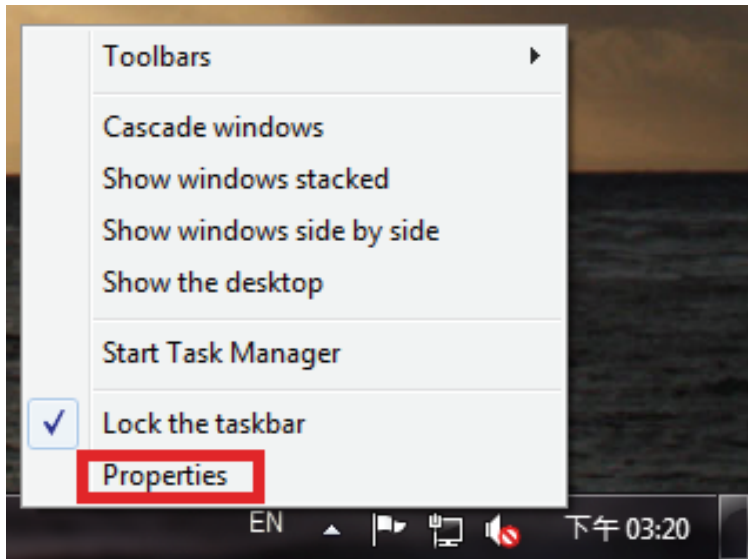 Toolbars
Cascade windows
Show windows stacked
Show windows side by side
Show the desktop
Start Task Manager
Lock the taskbar
Properties
EN 下午 03:20